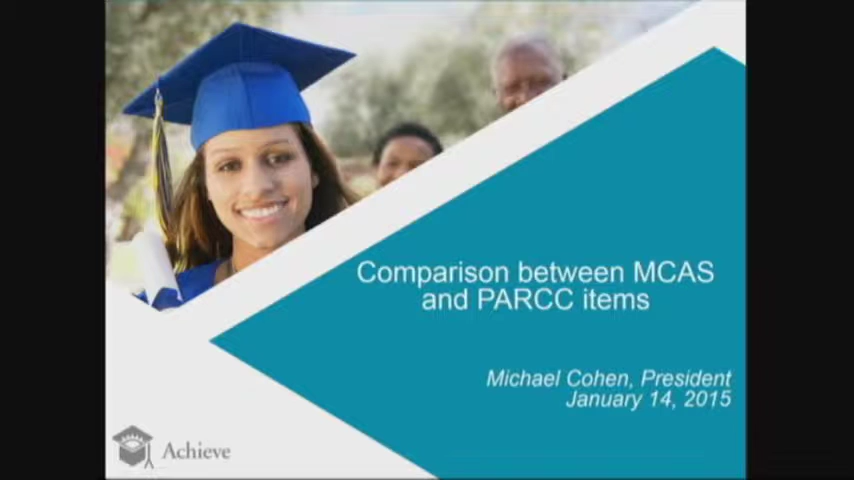 Comparison between MCAS
and PARCC items
Michael Cohen, President
January 14, 2015
Achieve